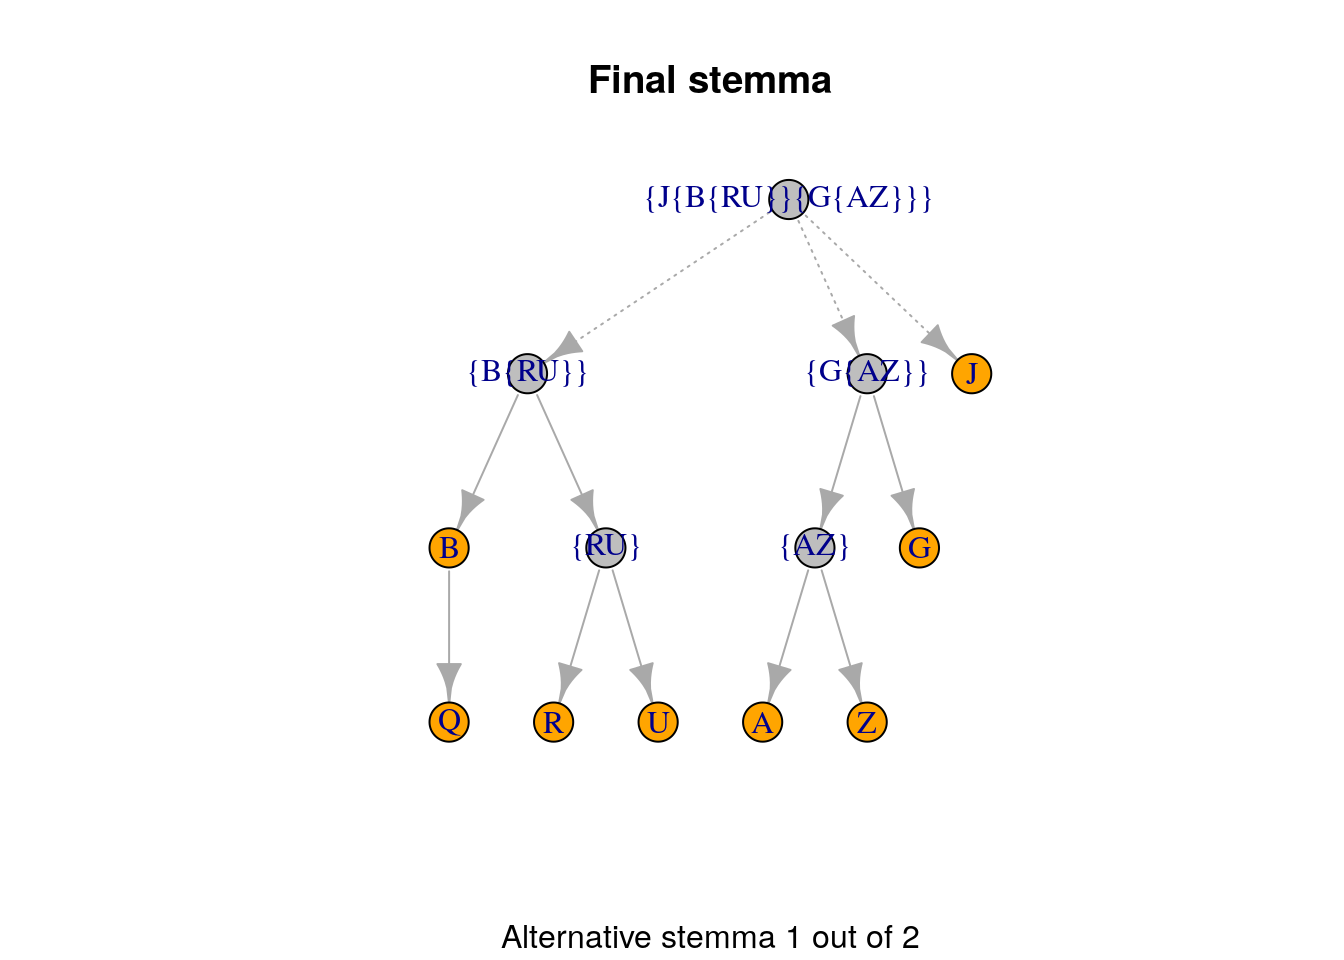 Final stemma
{J{B{RU}}{G{AZ}}}
{B{RU}}
{G{AZ}}
J
B
{RU}
{AZ}
G
Q
R
U
A
Z
Alternative stemma 1 out of 2